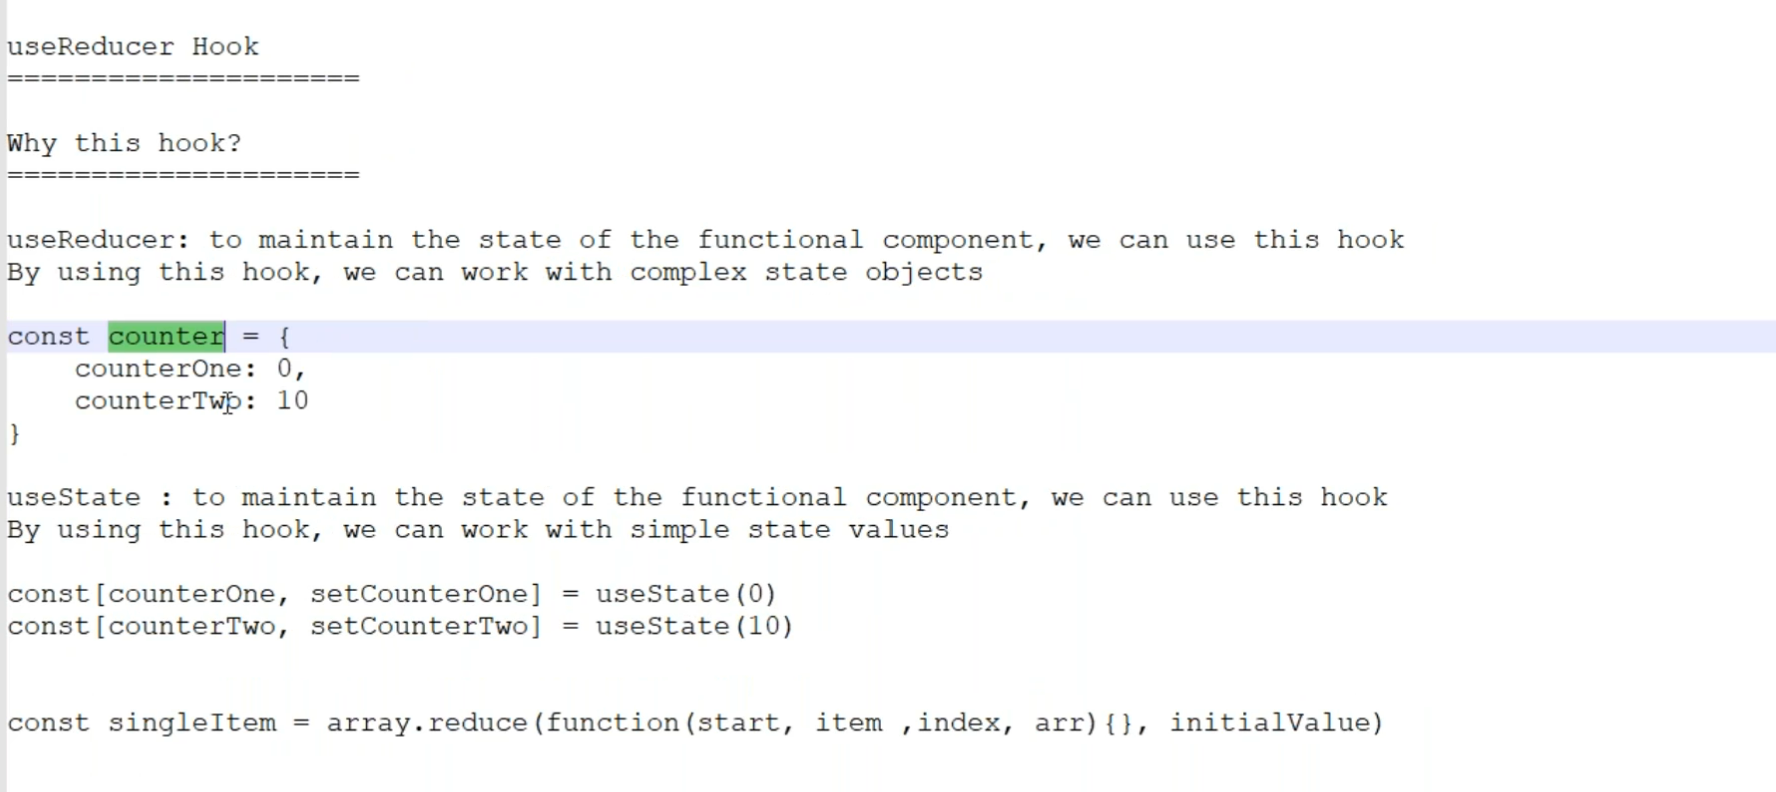 useReducer Hook
=====================
Why this hook?
=====================
useReducer: to maintain the state of the functional component, we can use this hook
By using this hook, we can work with complex state objects
const counter = {
    counterOne: 0,
    counterTwo: 10
}
useState : to maintain the state of the functional component, we can use this hook
By using this hook, we can work with simple state values
const[counterOne, setCounterOne] = useState(0)
const[counterTwo, setCounterTwo] = useState(10)
const singleItem = array.reduce(function(start, item ,index, arr){}, initialValue)